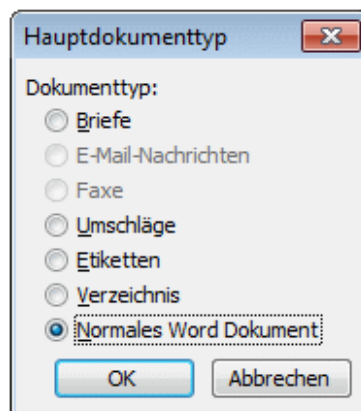 Hauptdokumenttyp
Dokumenttyp:
Briefe
E-Mail-Nachrichten
Faxe
Umschläge
Etiketten
Verzeichnis
Normales Word Dokument
OK Abbrechen